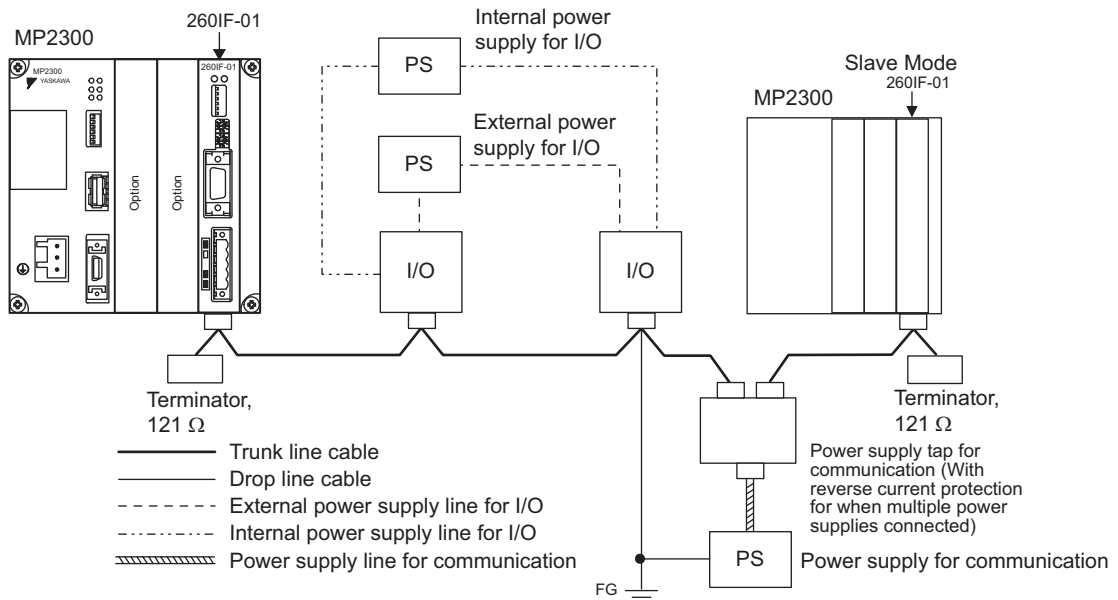 260IF-01
MP2300
MP2300
YASKAWA
260IF-01
Option
Option
Internal power
supply for I/O
PS
External power
supply for I/O
PS
I/O
I/O
Slave Mode
260IF-01
MP2300
Terminator,
121 Ω
Terminator,
121 Ω
Trunk line cable
Drop line cable
External power supply line for I/O
Internal power supply line for I/O
Power supply line for communication
Power supply tap for
communication (With
reverse current protection
for when multiple power
supplies connected)
PS
Power supply for communication
FG